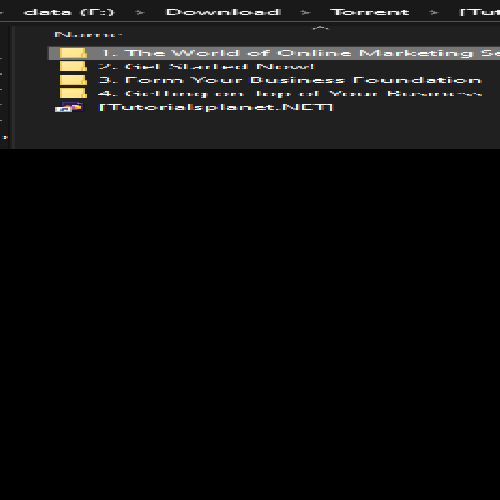 data (F:) > Download > Torrent > [Tut
Name
1. The World of Online Marketing Se
2. Get Started Now!
3. Form Your Business Foundation
4. Getting on Top of Your Business
[Tutorialsplanet.NET]